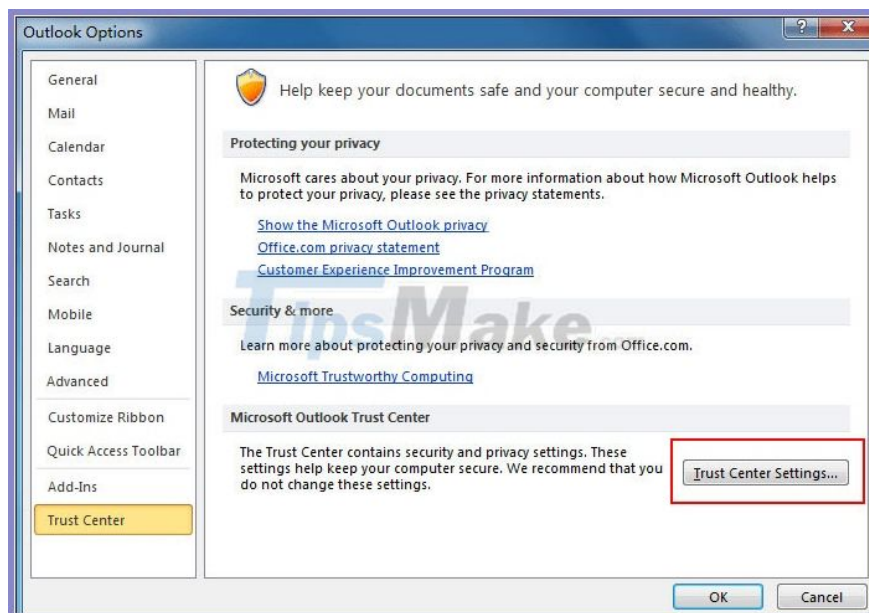 Outlook Options
?
X
General
Mail
Calendar
Contacts
Tasks
Notes and Journal
Search
Mobile
Language
Advanced
Customize Ribbon
Quick Access Toolbar
Add-Ins
Trust Center
Help keep your documents safe and your computer secure and healthy.
Protecting your privacy
Microsoft cares about your privacy. For more information about how Microsoft Outlook helps
to protect your privacy, please see the privacy statements.
Show the Microsoft Outlook privacy
Office.com privacy statement
Customer Experience Improvement Program
TipsMake.com
Security & more
Learn more about protecting your privacy and security from Office.com.
Microsoft Trustworthy Computing
Microsoft Outlook Trust Center
The Trust Center contains security and privacy settings. These
settings help keep your computer secure. We recommend that you
do not change these settings.
Trust Center Settings...
OK
Cancel